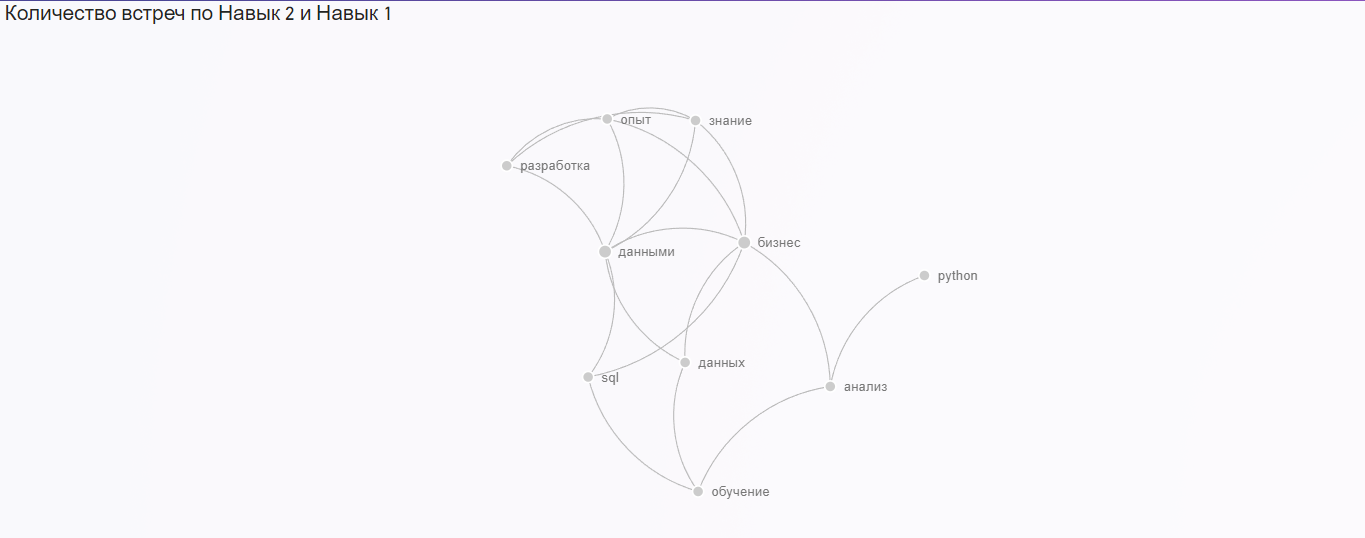 Количество встреч по Навык 2 и Навык 1
опыт
знание
разработка
бизнес
данными
python
данных
sql
анализ
обучение